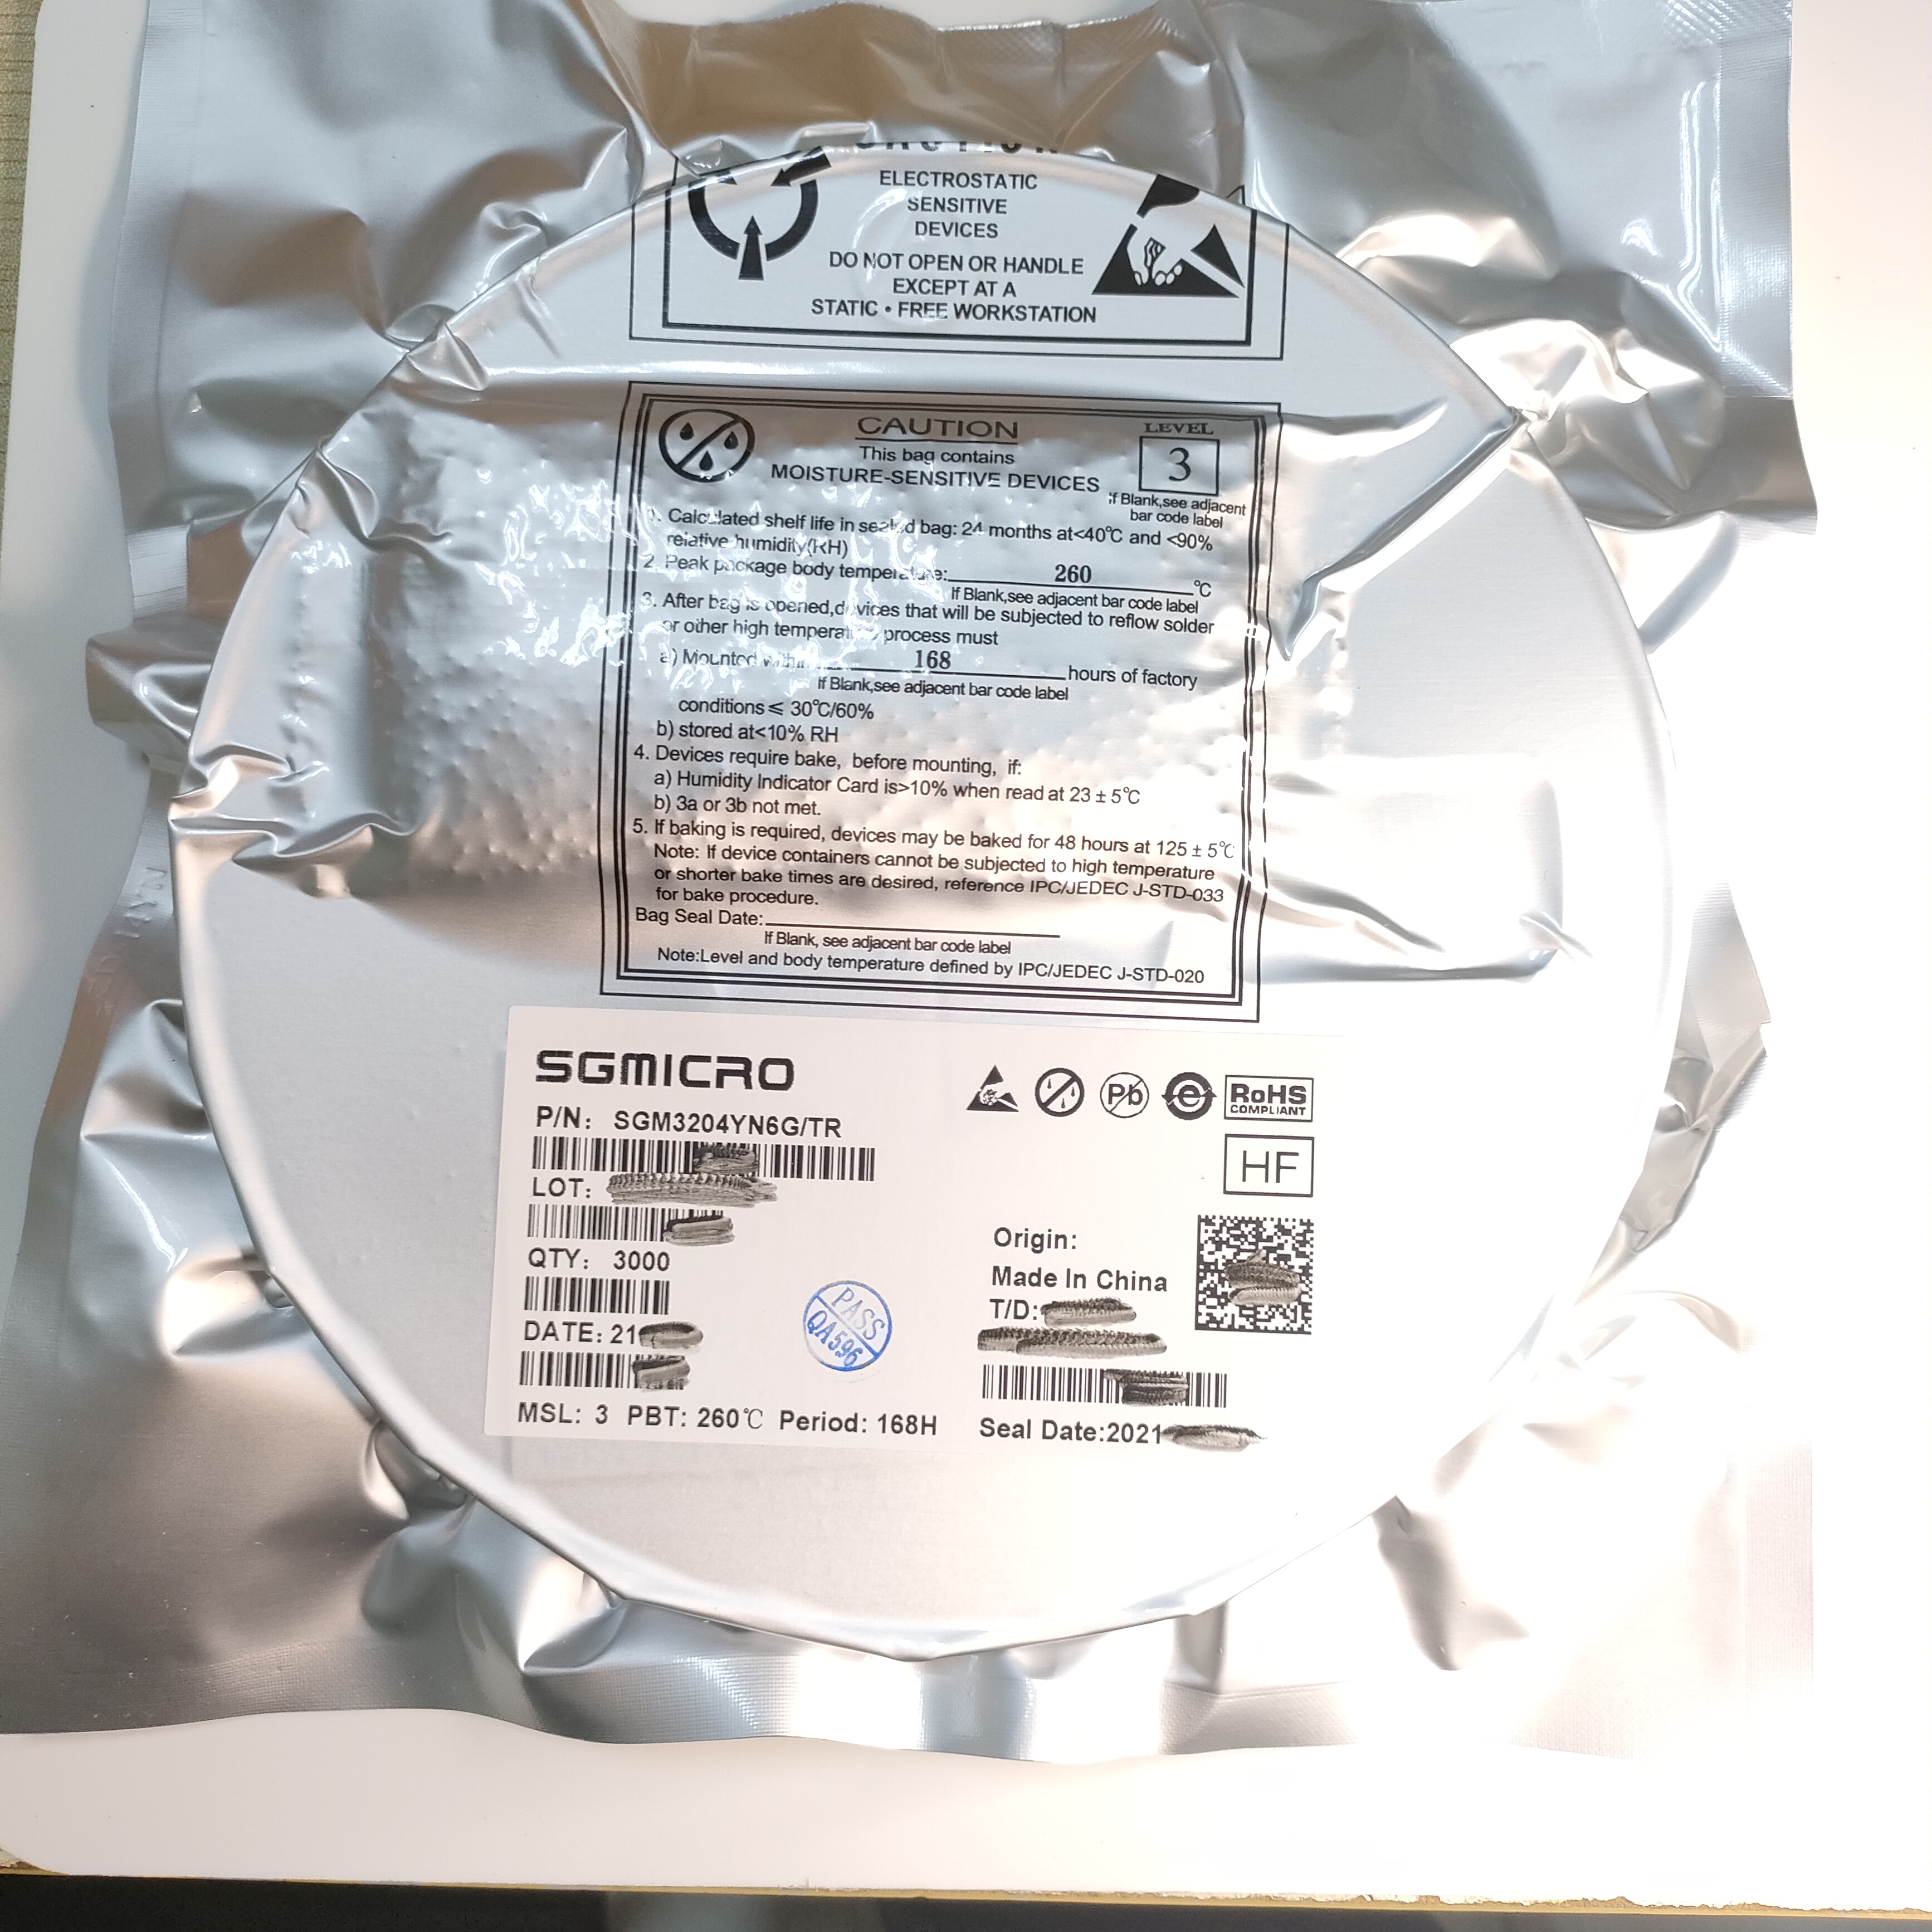 ELECTROSTATIC
SENSITIVE
DEVICES
DO NOT OPEN OR HANDLE
EXCEPT AT A
STATIC • FREE WORKSTATION
CAUTION
LEVEL
3
This bag contains
MOISTURE-SENSITIVE DEVICES
if Blank,see adjacent
bar code label
1. Calculated shelf life in sealed bag: 24 months at<40℃ and <90%
relative humidity(RH)
2. Peak package body temperature: 260 ℃
If Blank,see adjacent bar code label
3. After bag is opened,devices that will be subjected to reflow solder
or other high temperature process must
a) Mounted within 168 hours of factory
If Blank,see adjacent bar code label
conditions ≤ 30℃/60%
b) stored at<10% RH
4. Devices require bake, before mounting, if:
a) Humidity Indicator Card is>10% when read at 23 ± 5℃
b) 3a or 3b not met.
5. If baking is required, devices may be baked for 48 hours at 125 ± 5℃
Note: If device containers cannot be subjected to high temperature
or shorter bake times are desired, reference IPC/JEDEC J-STD-033
for bake procedure.
Bag Seal Date:
If Blank, see adjacent bar code label
Note:Level and body temperature defined by IPC/JEDEC J-STD-020
SGMICRO
Pb
e
RoHS
COMPLIANT
P/N: SGM3204YN6G/TR
HF
LOT:
QTY: 3000
DATE: 21
PASS
QA596
Origin:
Made In China
T/D:
MSL: 3 PBT: 260℃ Period: 168H
Seal Date:2021